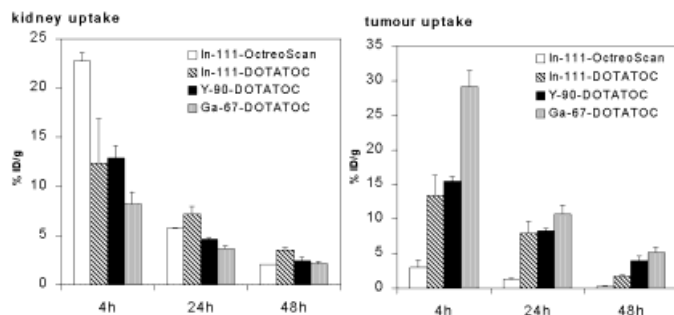 kidney uptake
25
20
15
10
5
0
% ID/g
In-111-OctreoScan
In-111-DOTATOC
Y-90-DOTATOC
Ga-67-DOTATOC
4h 24h 48h
tumour uptake
35
30
25
20
15
10
5
0
% ID/g
In-111-OctreoScan
In-111-DOTATOC
Y-90-DOTATOC
Ga-67-DOTATOC
4h 24h 48h